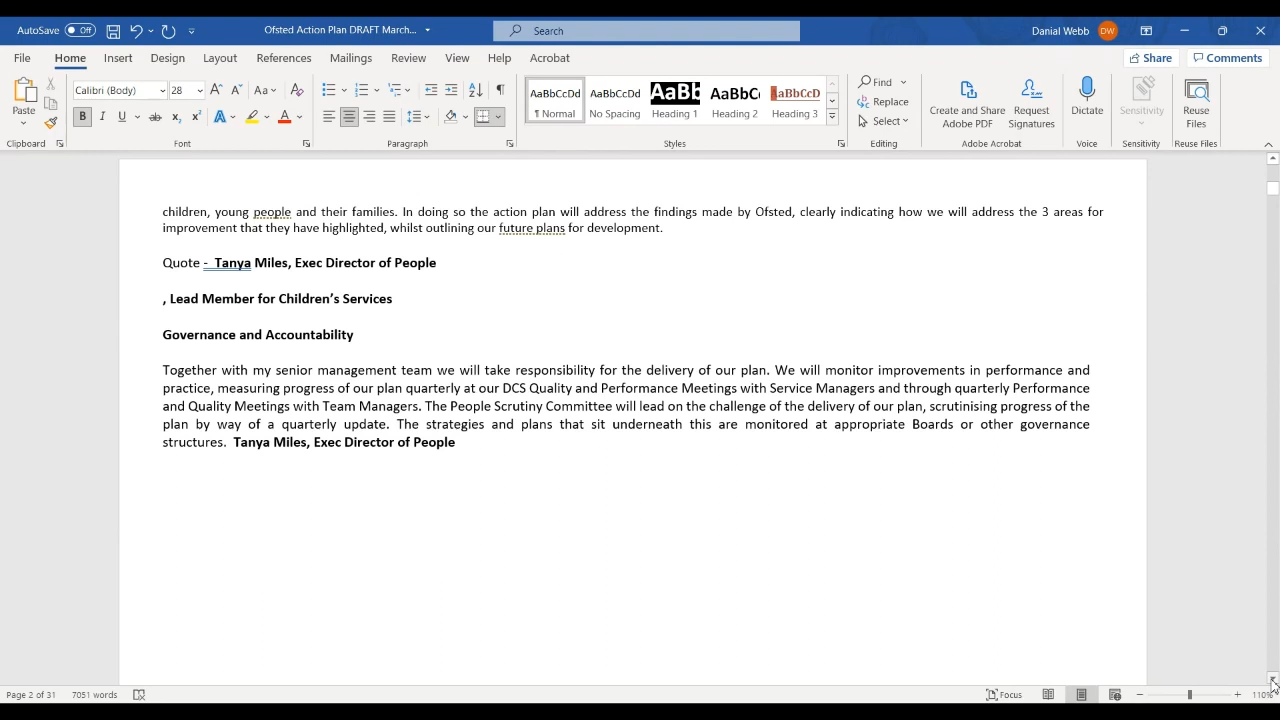 AutoSave Off Ofsted Action Plan DRAFT March... Search Danial Webb DW
File Home Insert Design Layout References Mailings Review View Help Acrobat Share Comments
Calibri (Body) 28 Aa AaBbCcDd AaBbCcDd AaBb AaBbCc AaBbCcD Find
Paste B I U ab x₂ x² A A ¶ Normal No Spacing Heading 1 Heading 2 Heading 3 Replace Create and Share Adobe PDF Request Signatures Dictate Sensitivity Reuse Files
Select
Clipboard Font Paragraph Styles Editing Adobe Acrobat Voice Sensitivity Reuse Files
children, young people and their families. In doing so the action plan will address the findings made by Ofsted, clearly indicating how we will address the 3 areas for
improvement that they have highlighted, whilst outlining our future plans for development.
Quote - Tanya Miles, Exec Director of People
, Lead Member for Children’s Services
Governance and Accountability
Together with my senior management team we will take responsibility for the delivery of our plan. We will monitor improvements in performance and
practice, measuring progress of our plan quarterly at our DCS Quality and Performance Meetings with Service Managers and through quarterly Performance
and Quality Meetings with Team Managers. The People Scrutiny Committee will lead on the challenge of the delivery of our plan, scrutinising progress of the
plan by way of a quarterly update. The strategies and plans that sit underneath this are monitored at appropriate Boards or other governance
structures. Tanya Miles, Exec Director of People
Page 2 of 31 7051 words Focus 110%